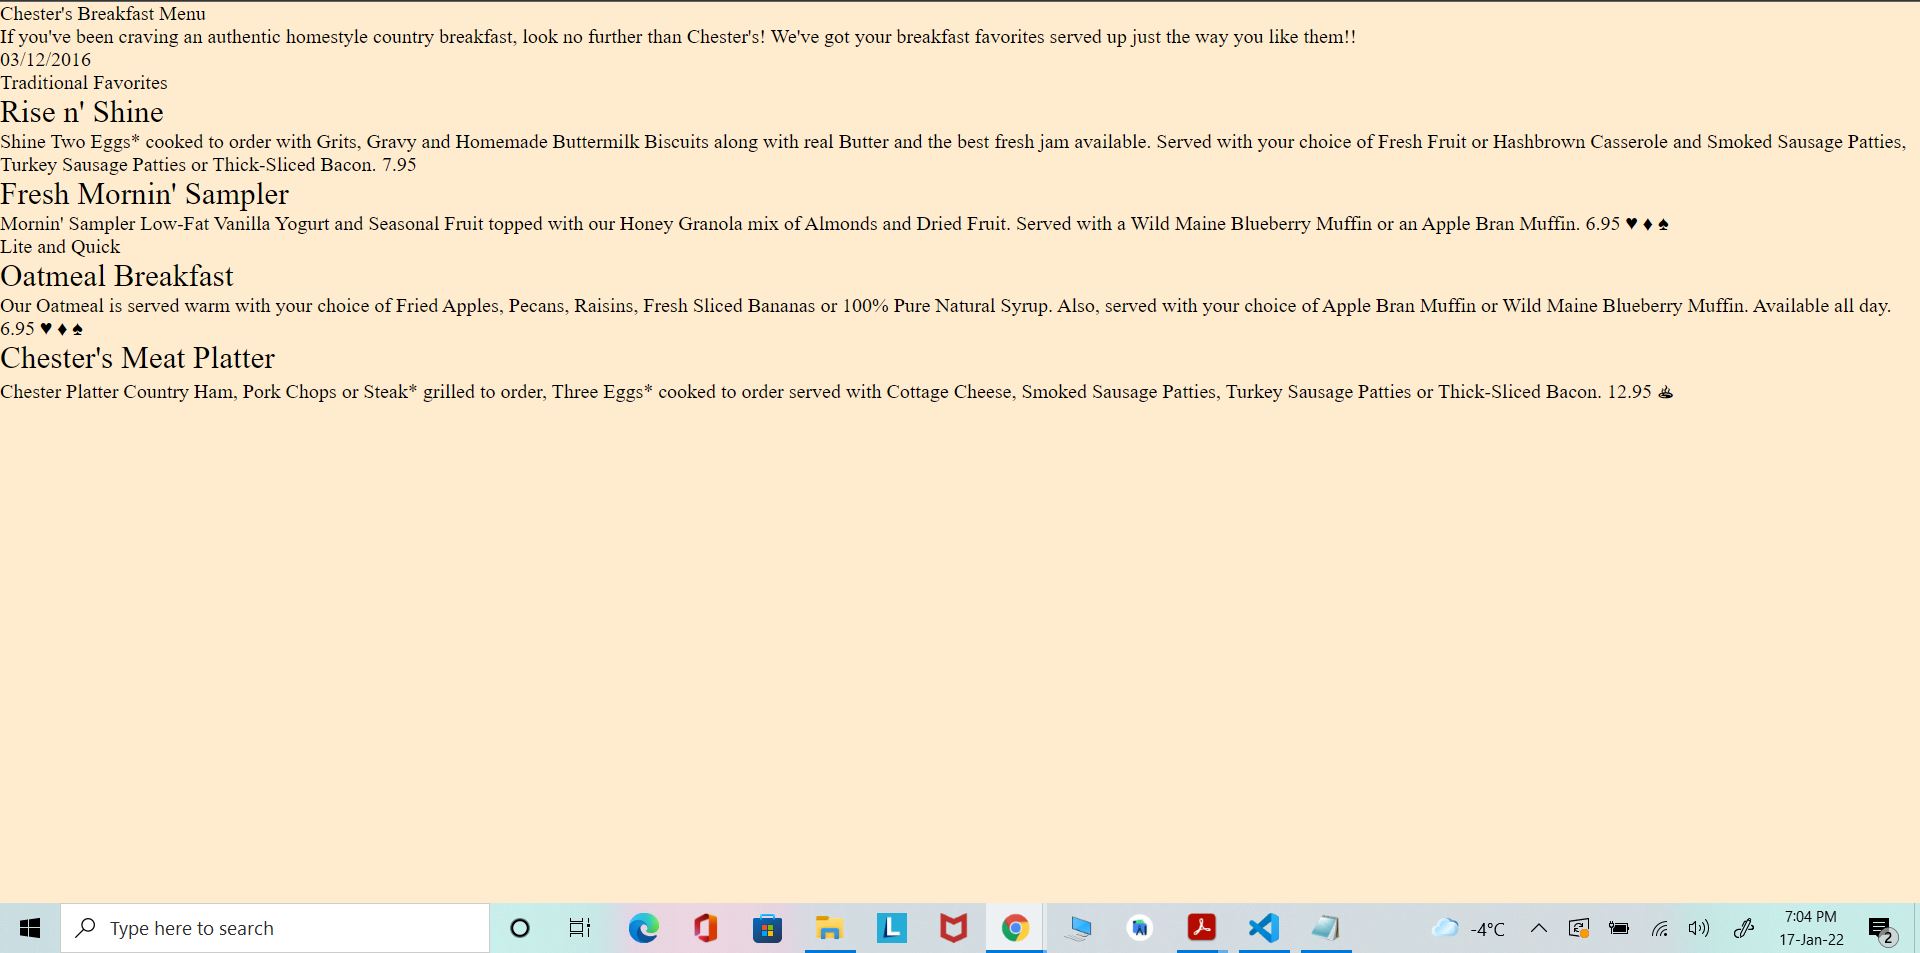 Chester's Breakfast Menu
If you've been craving an authentic homestyle country breakfast, look no further than Chester's! We've got your breakfast favorites served up just the way you like them!!
03/12/2016
Traditional Favorites
Rise n' Shine
Shine Two Eggs* cooked to order with Grits, Gravy and Homemade Buttermilk Biscuits along with real Butter and the best fresh jam available. Served with your choice of Fresh Fruit or Hashbrown Casserole and Smoked Sausage Patties,
Turkey Sausage Patties or Thick-Sliced Bacon. 7.95
Fresh Mornin' Sampler
Mornin' Sampler Low-Fat Vanilla Yogurt and Seasonal Fruit topped with our Honey Granola mix of Almonds and Dried Fruit. Served with a Wild Maine Blueberry Muffin or an Apple Bran Muffin. 6.95 ♥ ♦ ♠
Lite and Quick
Oatmeal Breakfast
Our Oatmeal is served warm with your choice of Fried Apples, Pecans, Raisins, Fresh Sliced Bananas or 100% Pure Natural Syrup. Also, served with your choice of Apple Bran Muffin or Wild Maine Blueberry Muffin. Available all day.
6.95 ♥ ♦ ♠
Chester's Meat Platter
Chester Platter Country Ham, Pork Chops or Steak* grilled to order, Three Eggs* cooked to order served with Cottage Cheese, Smoked Sausage Patties, Turkey Sausage Patties or Thick-Sliced Bacon. 12.95 ♨
Type here to search
L
AI
-4°C
7:04 PM
17-Jan-22
2